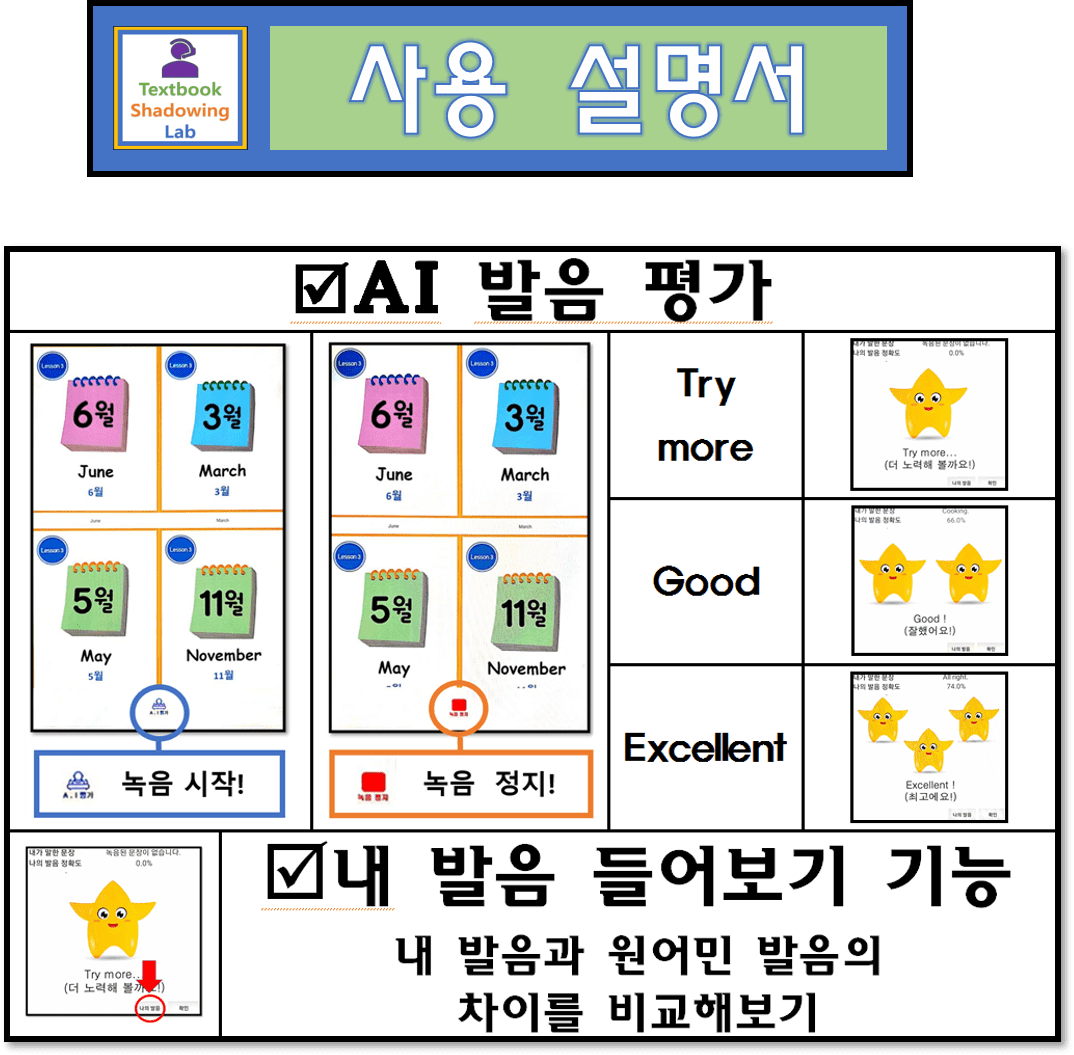 Textbook
Shadowing
Lab
사용 설명서
☑AI 발음 평가
Lesson 3
6월
June
6월
Lesson 3
3월
March
3월
June
March
Lesson 3
5월
May
5월
Lesson 3
11월
November
11월
A.I평가
A.I평가 녹음 시작!
Lesson 3
6월
June
6월
Lesson 3
3월
March
3월
June
March
Lesson 3
5월
May
Lesson 3
11월
November
녹음 정지
녹음 정지 녹음 정지!
Try
more
내가 말한 문장 녹음된 문장이 없습니다.
나의 발음 정확도 0.0%
Try more...
(더 노력해 볼까요!)
나의 발음 확인
Good
내가 말한 문장 Cooking.
나의 발음 정확도 66.0%
Good !
(잘했어요!)
나의 발음 확인
Excellent
내가 말한 문장 All right.
나의 발음 정확도 74.0%
Excellent !
(최고에요!)
나의 발음 확인
내가 말한 문장 녹음된 문장이 없습니다.
나의 발음 정확도 0.0%
Try more...
(더 노력해 볼까요!)
나의 발음 확인
☑내 발음 들어보기 기능
내 발음과 원어민 발음의
차이를 비교해보기